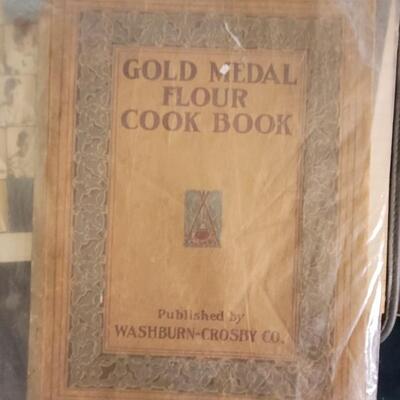 GOLD MEDAL
FLOUR
COOK BOOK
Published by
WASHBURN-CROSBY CO.